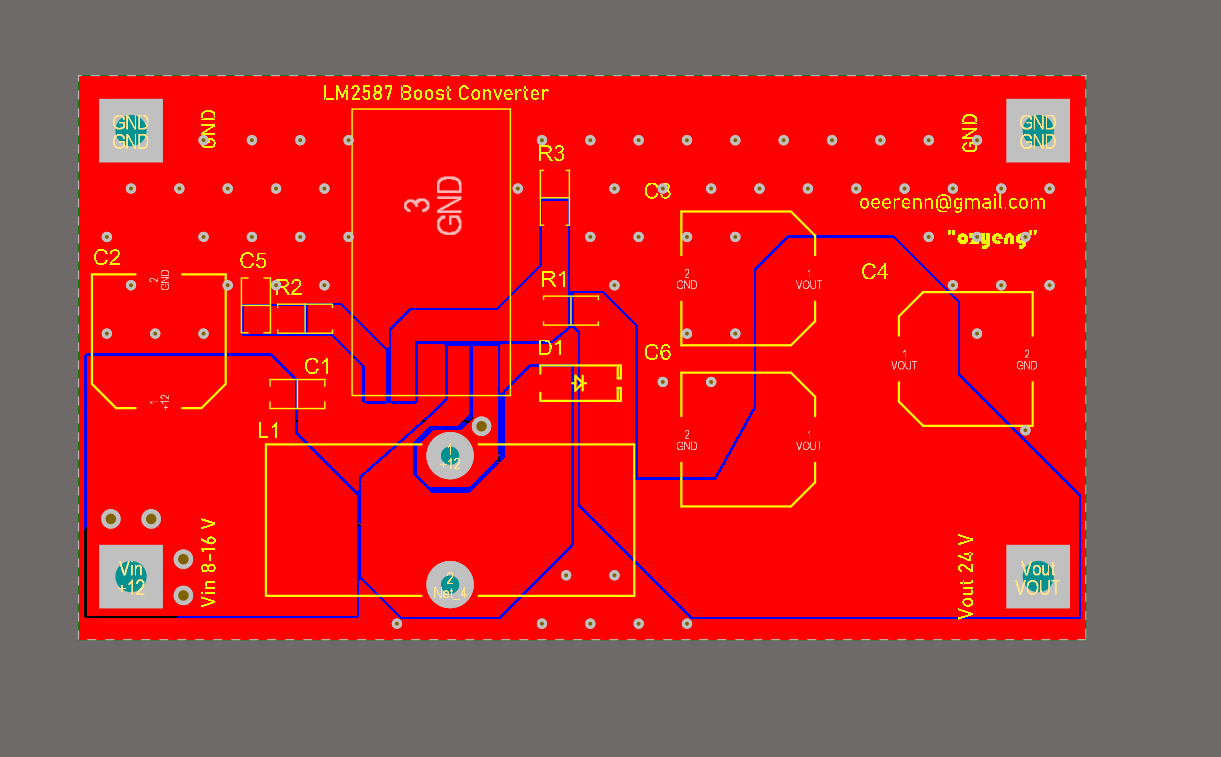 LM2587 Boost Converter
GND
GND
GND
GND
GND
GND
R3
3
GND
C3
oeerenn@gmail.com
"ozyeng"
C2
2
GND
C5
R2
R1
2
GND
1
VOUT
C4
D1
C6
C1
1
VOUT
2
GND
1
+12
L1
1
+12
2
GND
1
VOUT
Vin
+12
Vin 8-16 V
2
Net_4
Vout 24 V
Vout
VOUT